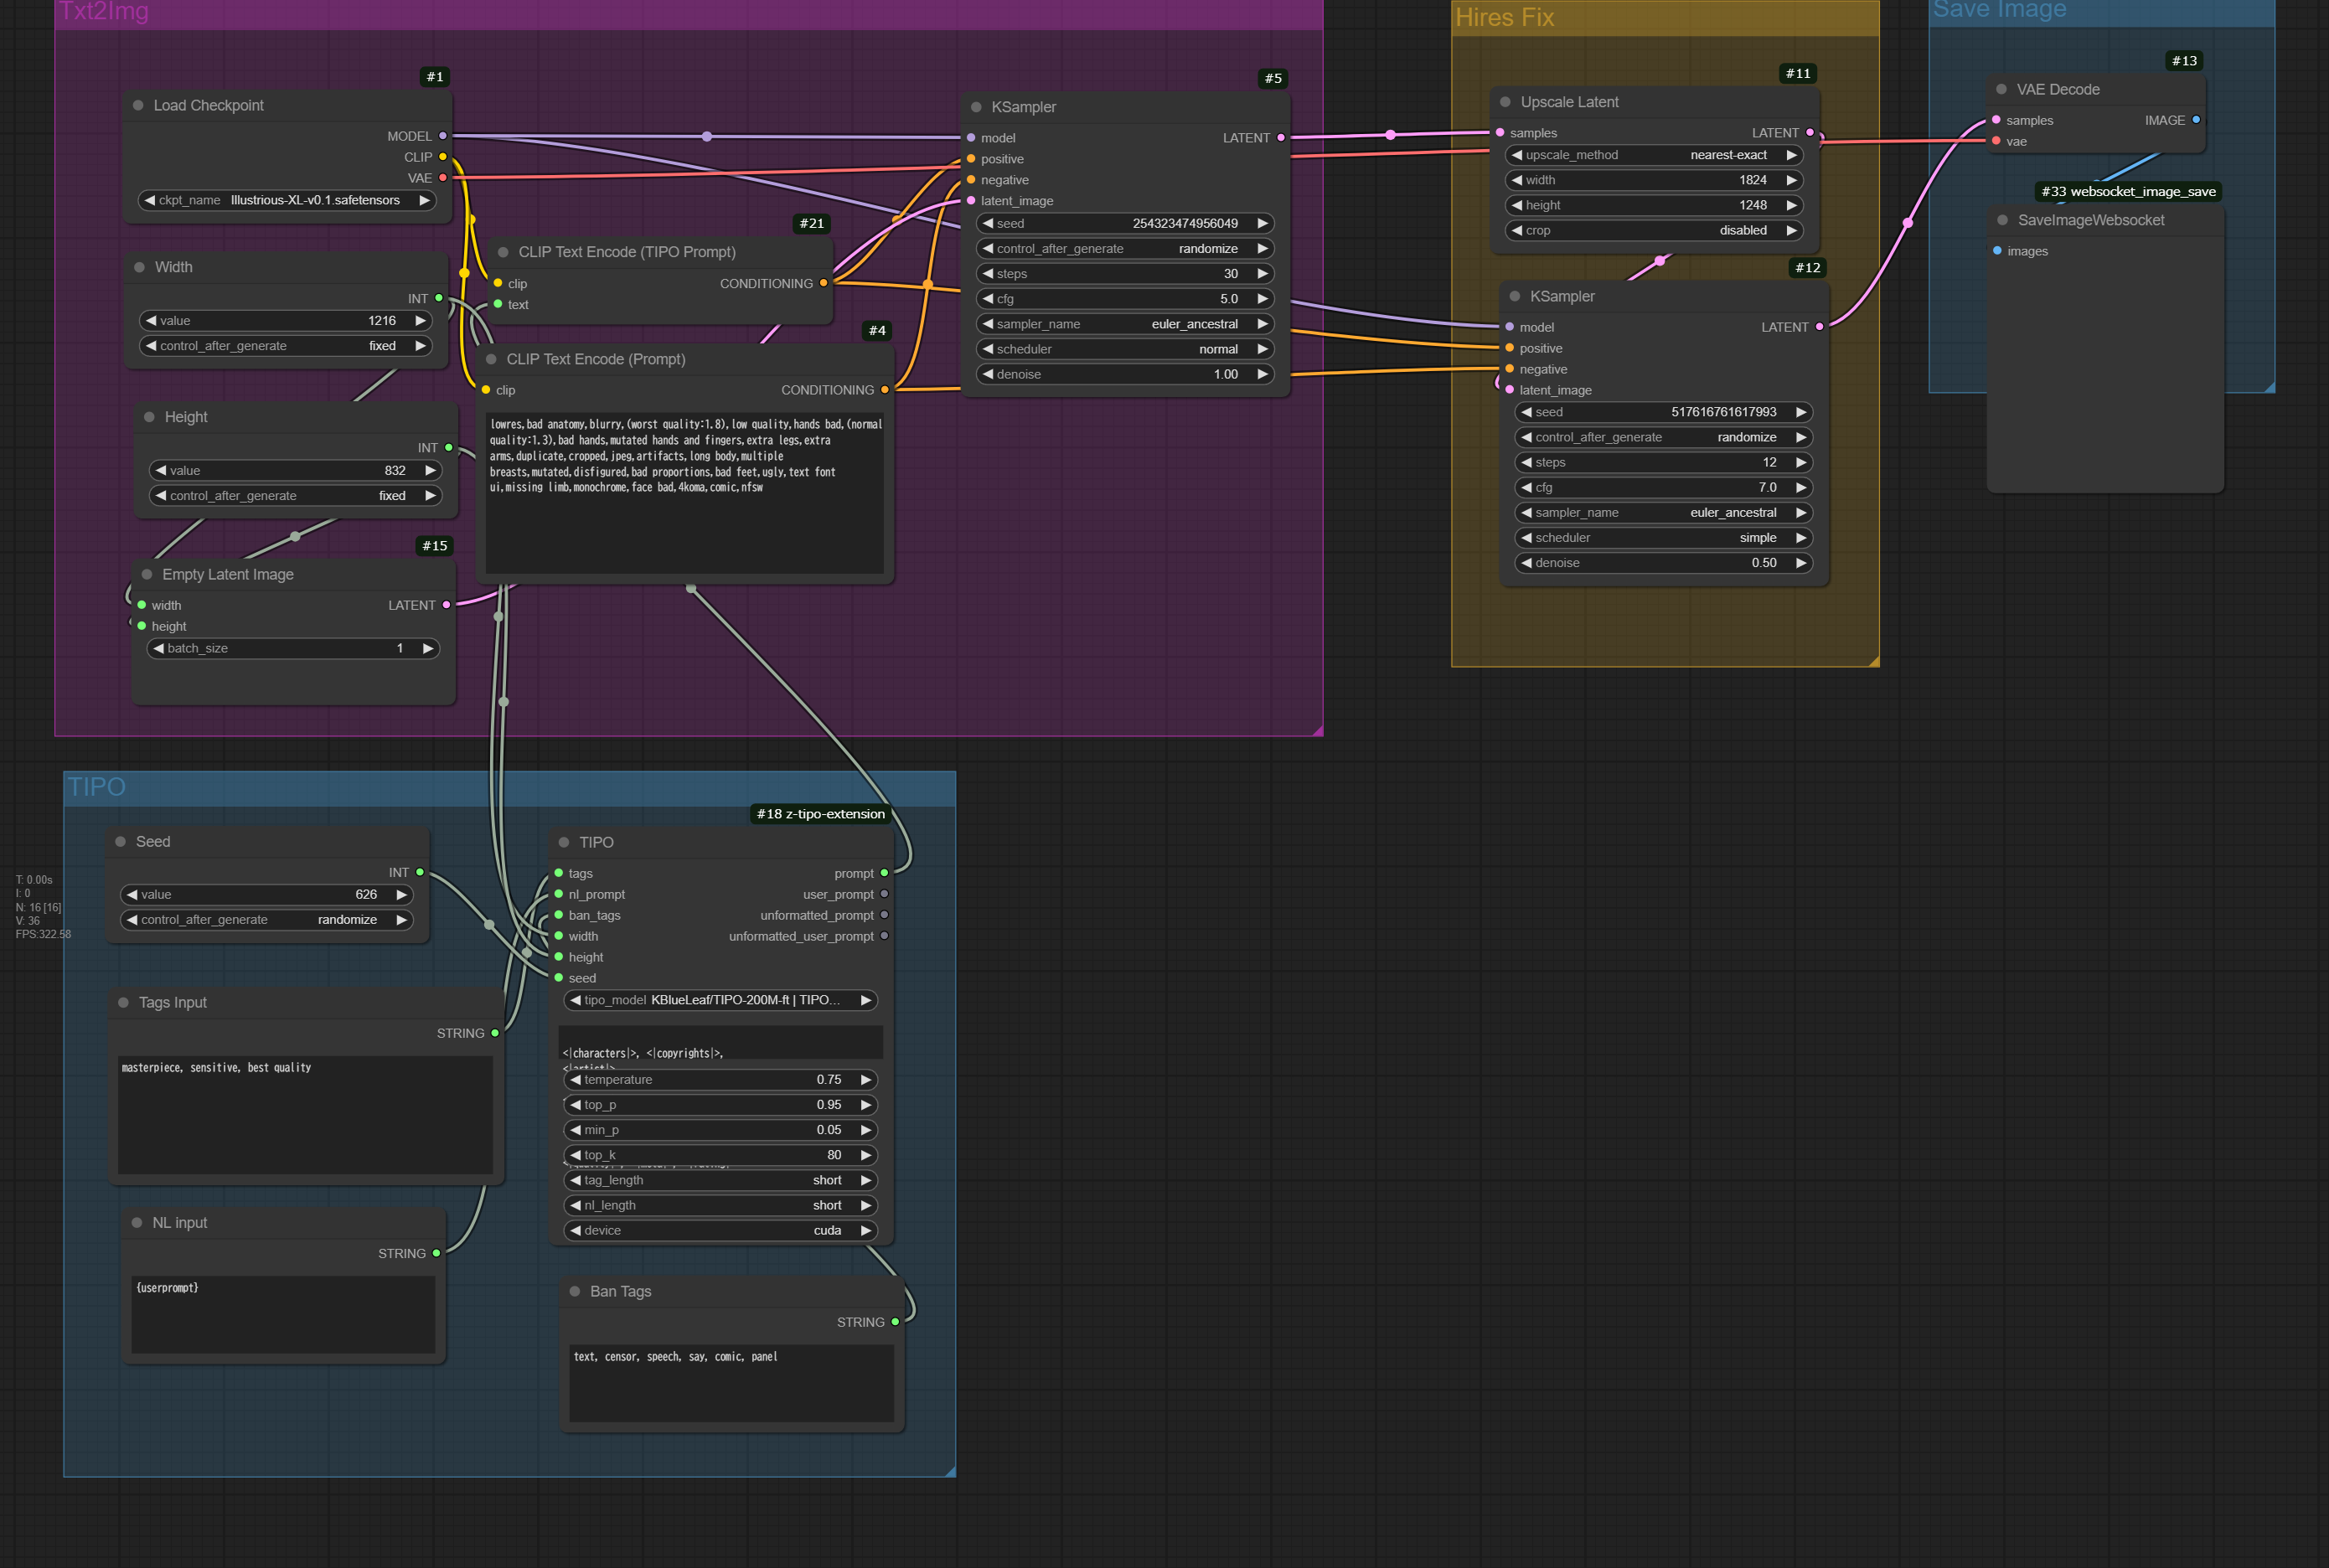 Txt2Img
#1
Load Checkpoint
MODEL
CLIP
VAE
ckpt_name Illustrious-XL-v0.1.safetensors
Width
INT
value 1216
control_after_generate fixed
Height
INT
value 832
control_after_generate fixed
#15
Empty Latent Image
width LATENT
height
batch_size 1
#21
CLIP Text Encode (TIPO Prompt)
clip CONDITIONING
text
#4
CLIP Text Encode (Prompt)
clip CONDITIONING
lowres,bad anatomy,blurry,(worst quality:1.8),low quality,hands bad,(normal
quality:1.3),bad hands,mutated hands and fingers,extra legs,extra
arms,duplicate,cropped,jpeg,artifacts,long body,multiple
breasts,mutated,disfigured,bad proportions,bad feet,ugly,text font
ui,missing limb,monochrome,face bad,4koma,comic,nfsw
#5
KSampler
model LATENT
positive
negative
latent_image
seed 254323474956049
control_after_generate randomize
steps 30
cfg 5.0
sampler_name euler_ancestral
scheduler normal
denoise 1.00
Hires Fix
#11
Upscale Latent
samples LATENT
upscale_method nearest-exact
width 1824
height 1248
crop disabled
#12
KSampler
model LATENT
positive
negative
latent_image
seed 517616761617993
control_after_generate randomize
steps 12
cfg 7.0
sampler_name euler_ancestral
scheduler simple
denoise 0.50
Save Image
#13
VAE Decode
samples IMAGE
vae
#33 websocket_image_save
SaveImageWebsocket
images
TIPO
Seed
INT
value 626
control_after_generate randomize
T: 0.00s
I: 0
N: 16 [16]
V: 36
FPS:322.58
Tags Input
STRING
masterpiece, sensitive, best quality
NL input
STRING
{userprompt}
#18 z-tipo-extension
TIPO
tags prompt
nl_prompt user_prompt
ban_tags unformatted_prompt
width unformatted_user_prompt
height
seed
tipo_model KBlueLeaf/TIPO-200M-ft | TIPO...
<|characters|>, <|copyrights|>,
<|artist|>
temperature 0.75
top_p 0.95
min_p 0.05
top_k 80
tag_length short
nl_length short
device cuda
Ban Tags
STRING
text, censor, speech, say, comic, panel